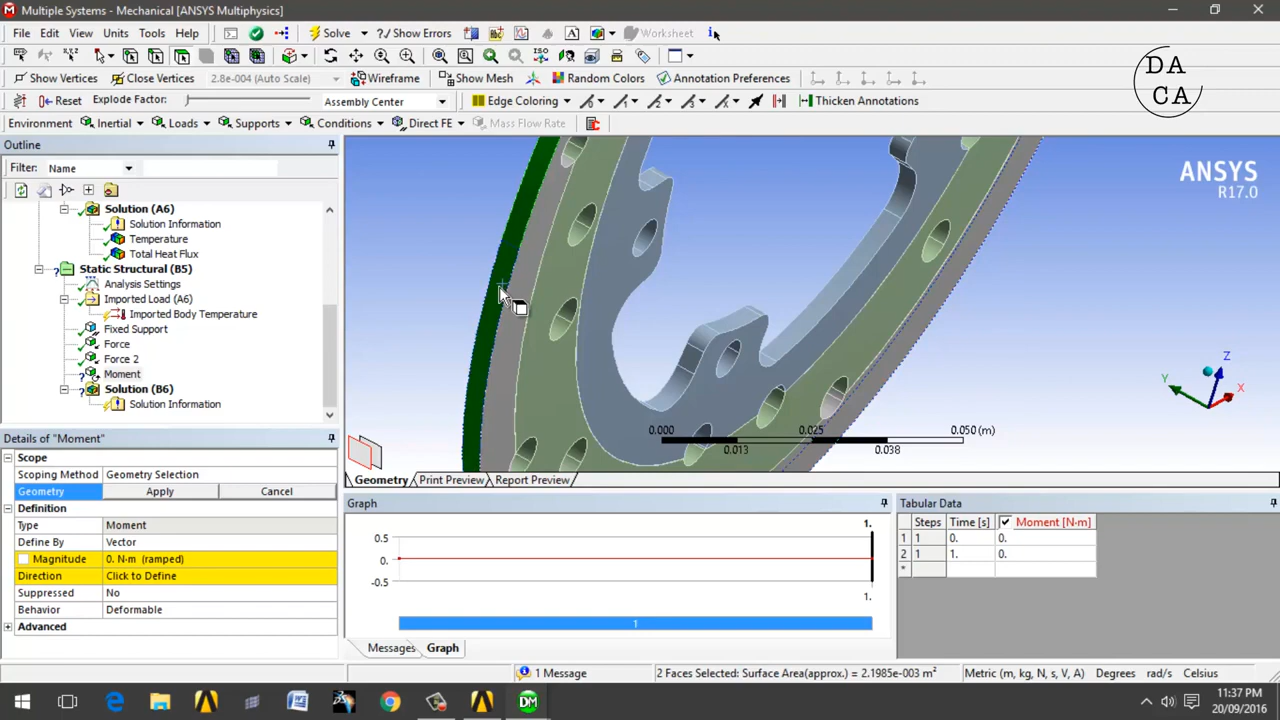 Multiple Systems - Mechanical [ANSYS Multiphysics]
File Edit View Units Tools Help Solve Show Errors Worksheet
Show Vertices Close Vertices 2.8e-004 (Auto Scale) Wireframe Show Mesh Random Colors Annotation Preferences
Reset Explode Factor: Assembly Center Edge Coloring Thicken Annotations
Environment Inertial Loads Supports Conditions Direct FE Mass Flow Rate
DA
CA
Outline
Filter: Name
Solution (A6)
Solution Information
Temperature
Total Heat Flux
Static Structural (B5)
Analysis Settings
Imported Load (A6)
Imported Body Temperature
Fixed Support
Force
Force 2
Moment
Solution (B6)
Solution Information
ANSYS
R17.0
Z
Y X
0.000 0.025 0.050 (m)
0.013 0.038
Geometry Print Preview Report Preview
Details of "Moment"
Scope
Scoping Method Geometry Selection
Geometry Apply Cancel
Definition
Type Moment
Define By Vector
Magnitude 0. N·m (ramped)
Direction Click to Define
Suppressed No
Behavior Deformable
Advanced
Graph
1.
0.5
0.
-0.5
1.
1
Messages Graph
Tabular Data
Steps Time [s] Moment [N·m]
1 1 0. 0.
2 1 1. 0.
*
1 Message 2 Faces Selected: Surface Area(approx.) = 2.1985e-003 m² Metric (m, kg, N, s, V, A) Degrees rad/s Celsius
DM
11:37 PM
20/09/2016